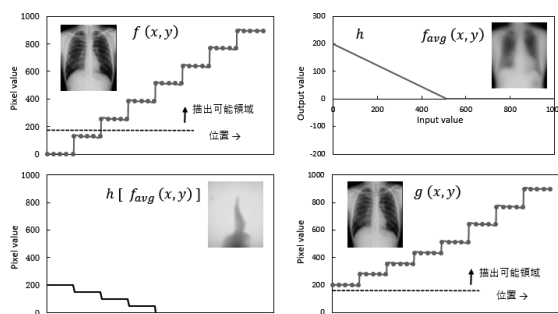 Pixel value
1000
800
600
400
200
0
f (x, y)
描出可能領域
位置→
Output value
300
200
100
0
-100
-200
h
f_avg (x, y)
0
200
400
600
800
1000
Input value
Pixel value
1000
800
600
400
200
0
h [ f_avg (x, y) ]
Pixel value
1000
800
600
400
200
0
g (x, y)
描出可能領域
位置→